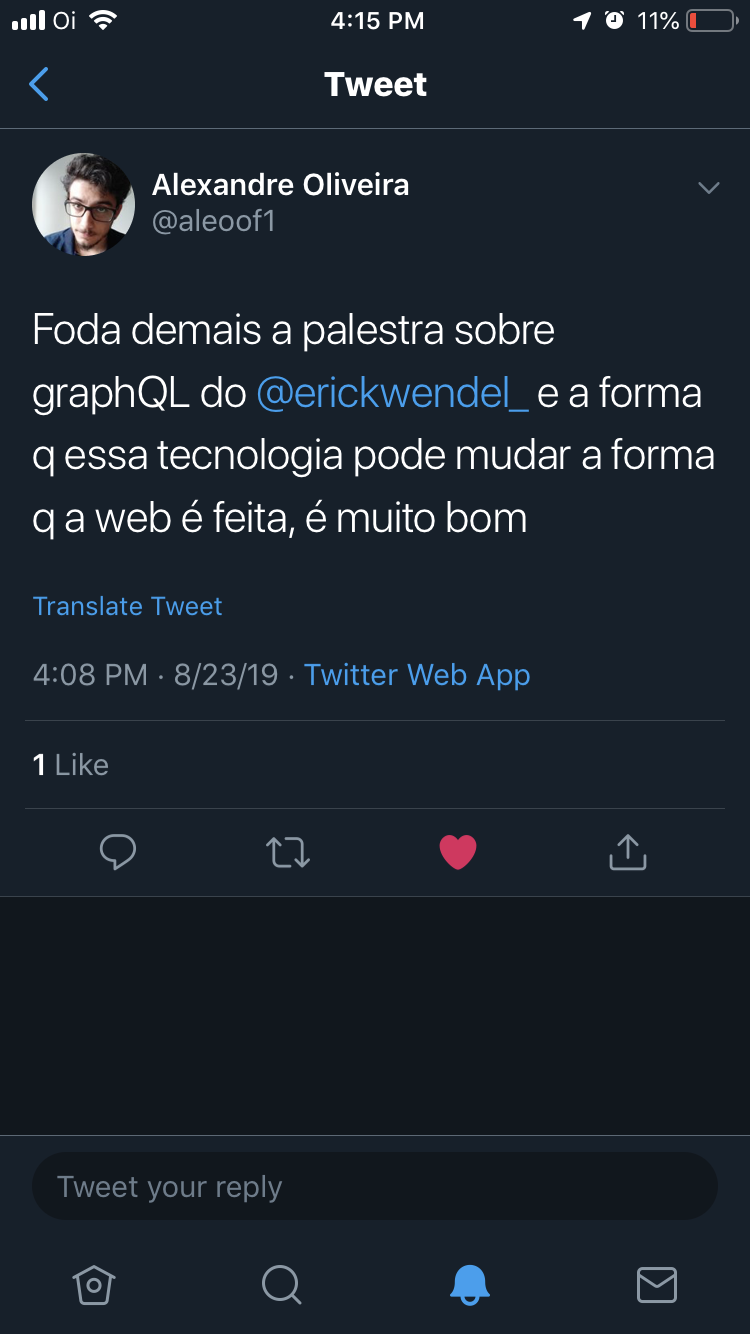 Oi 4:15 PM 11%
Tweet
Alexandre Oliveira
@aleoof1
Foda demais a palestra sobre
graphQL do @erickwendel_ e a forma
q essa tecnologia pode mudar a forma
q a web é feita, é muito bom
Translate Tweet
4:08 PM · 8/23/19 · Twitter Web App
1 Like
Tweet your reply